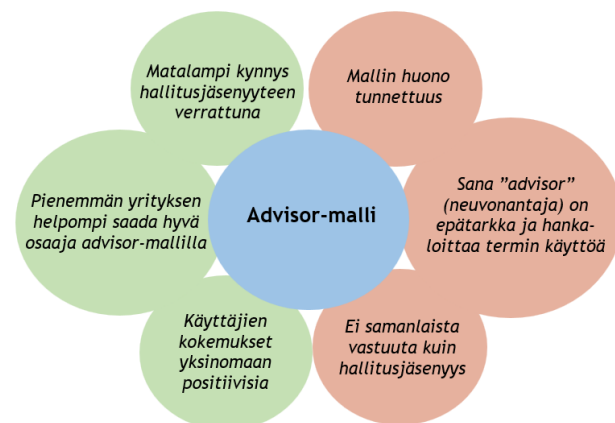 Matalampi kynnys
hallitusjäsenyyteen
verrattuna
Mallin huono
tunnettuus
Pienemmän yrityksen
helpompi saada hyvä
osaaja advisor-mallilla
Advisor-malli
Sana ”advisor”
(neuvonantaja) on
epätarkka ja hanka-
loittaa termin käyttöä
Käyttäjien
kokemukset
yksinomaan
positiivisia
Ei samanlaista
vastuuta kuin
hallitusjäsenyys